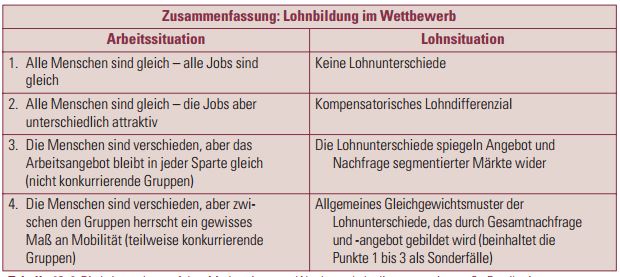 Zusammenfassung: Lohnbildung im Wettbewerb
Arbeitssituation
Lohnsituation
1. Alle Menschen sind gleich – alle Jobs sind
gleich
Keine Lohnunterschiede
2. Alle Menschen sind gleich – die Jobs aber
unterschiedlich attraktiv
Kompensatorisches Lohndifferenzial
3. Die Menschen sind verschieden, aber das
Arbeitsangebot bleibt in jeder Sparte gleich
(nicht konkurrierende Gruppen)
Die Lohnunterschiede spiegeln Angebot und
Nachfrage segmentierter Märkte wider
4. Die Menschen sind verschieden, aber zwi-
schen den Gruppen herrscht ein gewisses
Maß an Mobilität (teilweise konkurrierende
Gruppen)
Allgemeines Gleichgewichtsmuster der
Lohnunterschiede, das durch Gesamtnachfrage
und -angebot gebildet wird (beinhaltet die
Punkte 1 bis 3 als Sonderfälle)